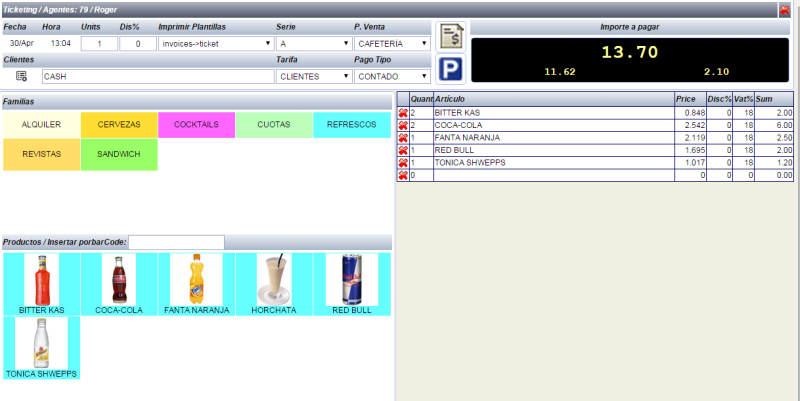 Ticketing / Agentes: 79 / Roger
Fecha Hora Units Dis% Imprimir Plantillas Serie P. Venta
30/Apr 13:04 1 0 invoices->ticket A CAFETERIA
Clientes Tarifa Pago Tipo
CASH CLIENTES CONTADO
Importe a pagar
13.70
11.62 2.10
Familias
ALQUILER CERVEZAS COCKTAILS CUOTAS REFRESCOS
REVISTAS SANDWICH
Productos / Insertar porbarCode:
BITTER KAS COCA-COLA FANTA NARANJA HORCHATA RED BULL
TONICA SHWEPPS
Quant Artículo Price Disc% Vat% Sum
2 BITTER KAS 0.848 0 18 2.00
2 COCA-COLA 2.542 0 18 6.00
1 FANTA NARANJA 2.119 0 18 2.50
1 RED BULL 1.695 0 18 2.00
1 TONICA SHWEPPS 1.017 0 18 1.20
0 0 0 0 0.00